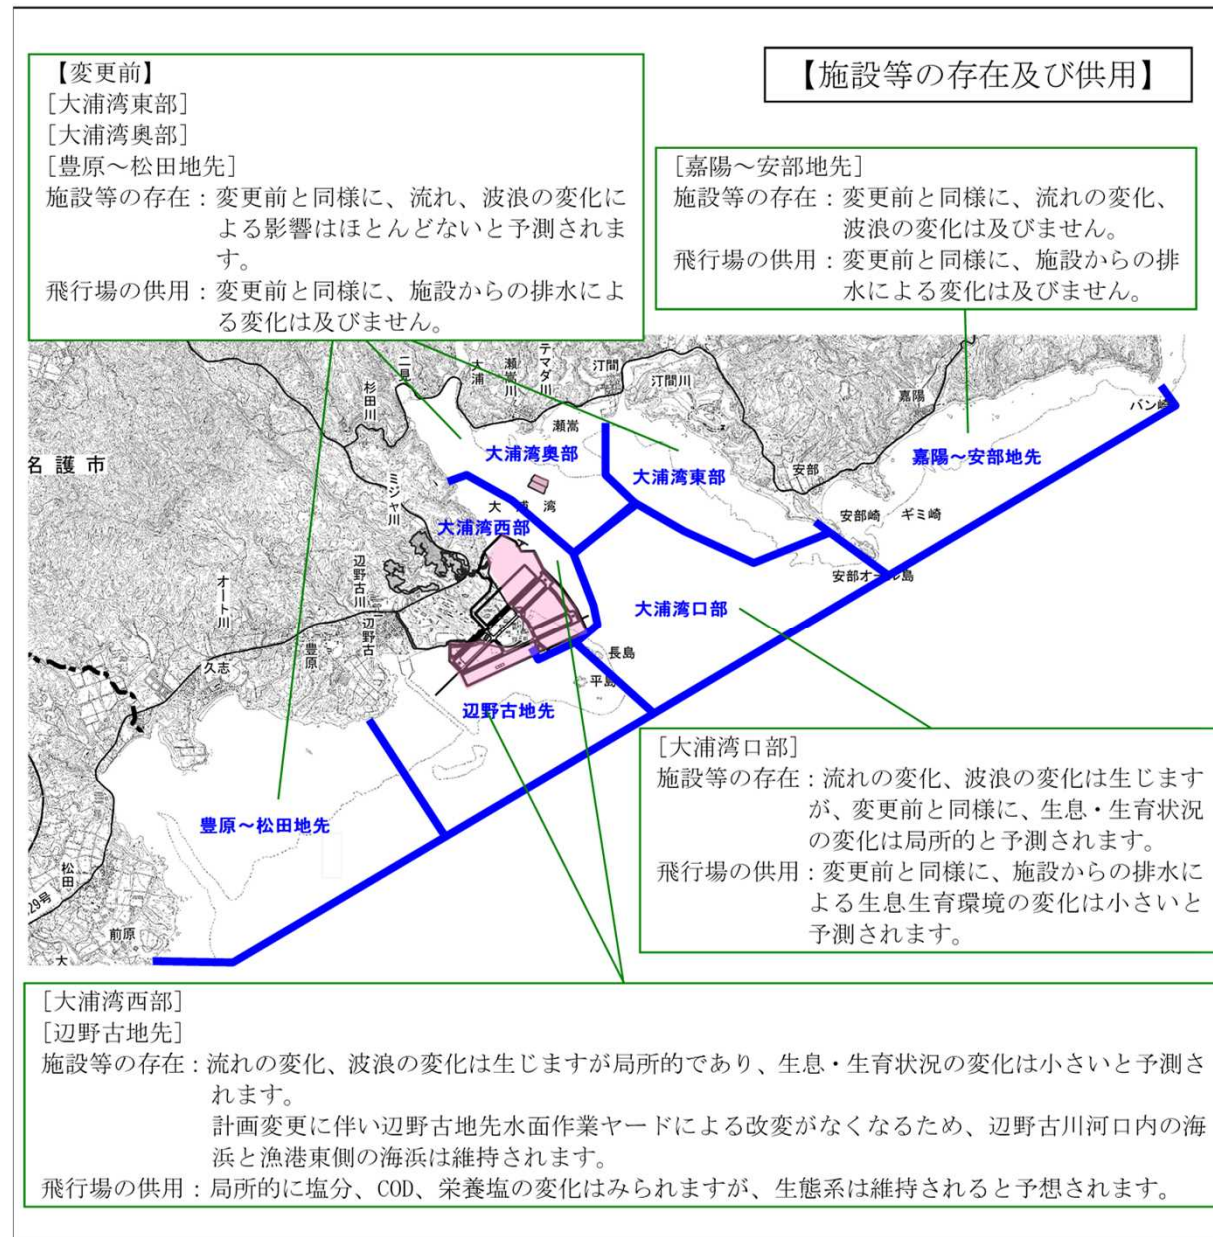 【施設等の存在及び供用】
【変更前】
[大浦湾東部]
[大浦湾奥部]
[豊原～松田地先]
施設等の存在：変更前と同様に、流れ、波浪の変化に
よる影響はほとんどないと予測されま
す。
飛行場の供用：変更前と同様に、施設からの排水によ
る変化は及びません。
[嘉陽～安部地先]
施設等の存在：変更前と同様に、流れの変化、
波浪の変化は及びません。
飛行場の供用：変更前と同様に、施設からの排
水による変化は及びません。
二見
大浦
瀬嵩川
テマダ川
汀間
汀間川
杉田川
嘉陽
バン崎
瀬嵩
名護市
大浦湾奥部
大浦湾東部
嘉陽～安部地先
安部
ミジャ川
大浦湾
安部崎
ギミ崎
大浦湾西部
安部オール島
オート川
辺野古川
辺野古
大浦湾口部
豊原
久志
長島
平島
辺野古地先
豊原～松田地先
松田
29号
前原
大
[大浦湾口部]
施設等の存在：流れの変化、波浪の変化は生じます
が、変更前と同様に、生息・生育状況
の変化は局所的と予測されます。
飛行場の供用：変更前と同様に、施設からの排水に
よる生息生育環境の変化は小さいと
予測されます。
[大浦湾西部]
[辺野古地先]
施設等の存在：流れの変化、波浪の変化は生じますが局所的であり、生息・生育状況の変化は小さいと予測さ
れます。
計画変更に伴い辺野古地先水面作業ヤードによる改変がなくなるため、辺野古川河口内の海
浜と漁港東側の海浜は維持されます。
飛行場の供用：局所的に塩分、COD、栄養塩の変化はみられますが、生態系は維持されると予想されます。